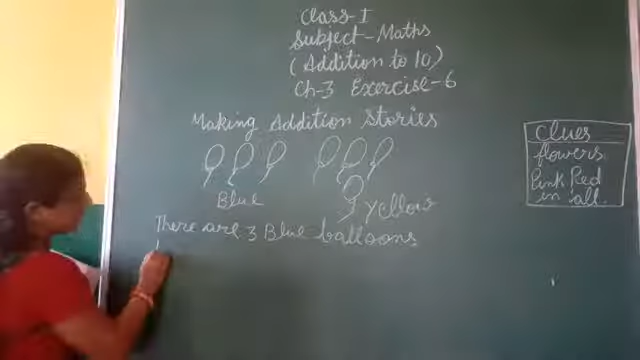 Class-I
Subject-Maths
(Addition to 10)
Ch-3 Exercise-6
Making Addition Stories
Blue
Yellow
There are 3 Blue balloons
Clues
flowers
Pink Red
in all.